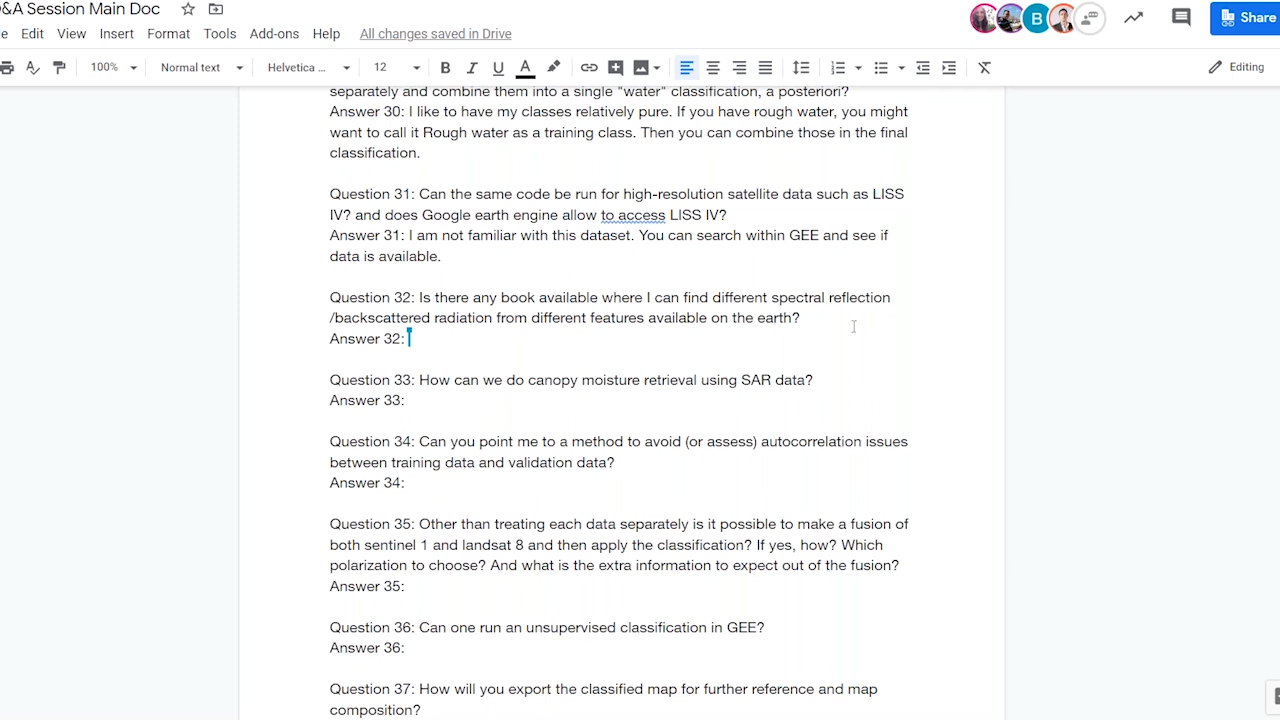 &A Session Main Doc
e Edit View Insert Format Tools Add-ons Help All changes saved in Drive
B
Share
100% Normal text Helvetica ... 12 B I U A Editing
separately and combine them into a single "water" classification, a posteriori?
Answer 30: I like to have my classes relatively pure. If you have rough water, you might
want to call it Rough water as a training class. Then you can combine those in the final
classification.
Question 31: Can the same code be run for high-resolution satellite data such as LISS
IV? and does Google earth engine allow to access LISS IV?
Answer 31: I am not familiar with this dataset. You can search within GEE and see if
data is available.
Question 32: Is there any book available where I can find different spectral reflection
/backscattered radiation from different features available on the earth?
Answer 32:
Question 33: How can we do canopy moisture retrieval using SAR data?
Answer 33:
Question 34: Can you point me to a method to avoid (or assess) autocorrelation issues
between training data and validation data?
Answer 34:
Question 35: Other than treating each data separately is it possible to make a fusion of
both sentinel 1 and landsat 8 and then apply the classification? If yes, how? Which
polarization to choose? And what is the extra information to expect out of the fusion?
Answer 35:
Question 36: Can one run an unsupervised classification in GEE?
Answer 36:
Question 37: How will you export the classified map for further reference and map
composition?